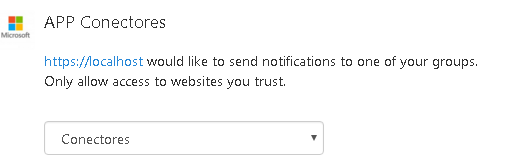 APP Conectores
Microsoft
https://localhost would like to send notifications to one of your groups.
Only allow access to websites you trust.
Conectores